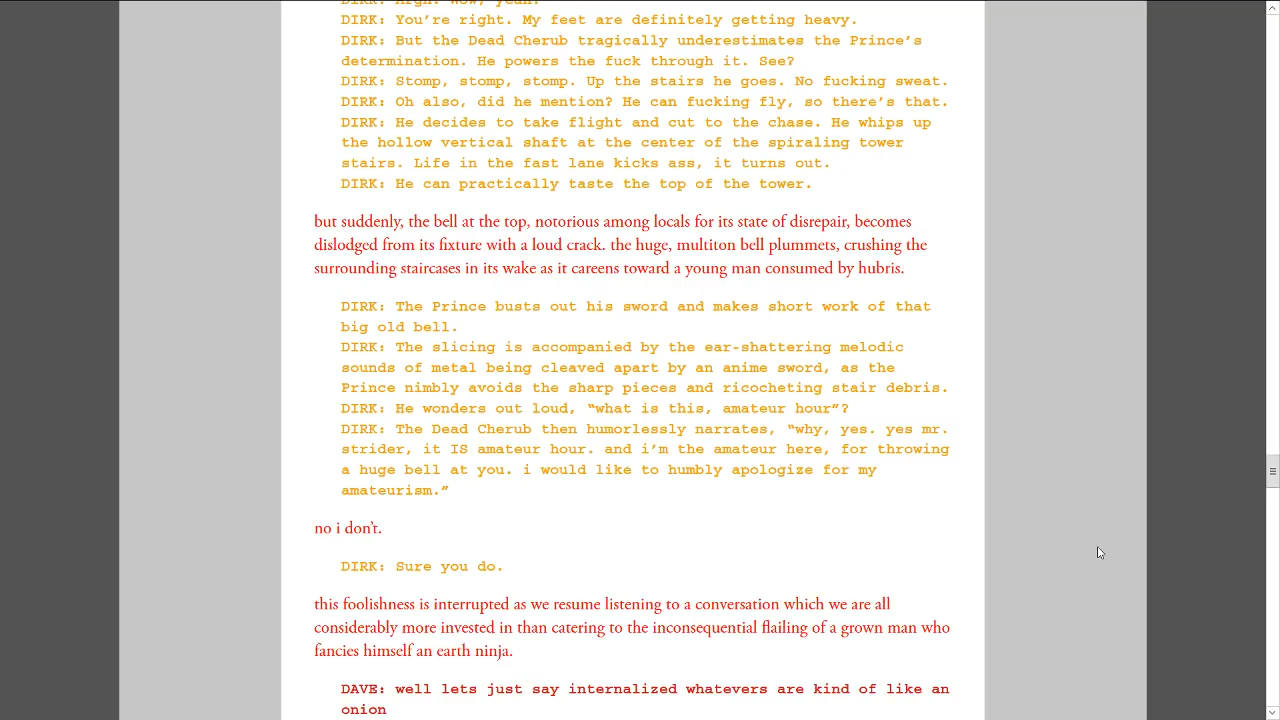 DIRK: You're right. My feet are definitely getting heavy.
DIRK: But the Dead Cherub tragically underestimates the Prince's
determination. He powers the fuck through it. See?
DIRK: Stomp, stomp, stomp. Up the stairs he goes. No fucking sweat.
DIRK: Oh also, did he mention? He can fucking fly, so there's that.
DIRK: He decides to take flight and cut to the chase. He whips up
the hollow vertical shaft at the center of the spiraling tower
stairs. Life in the fast lane kicks ass, it turns out.
DIRK: He can practically taste the top of the tower.
but suddenly, the bell at the top, notorious among locals for its state of disrepair, becomes
dislodged from its fixture with a loud crack. the huge, multiton bell plummets, crushing the
surrounding staircases in its wake as it careens toward a young man consumed by hubris.
DIRK: The Prince busts out his sword and makes short work of that
big old bell.
DIRK: The slicing is accompanied by the ear-shattering melodic
sounds of metal being cleaved apart by an anime sword, as the
Prince nimbly avoids the sharp pieces and ricocheting stair debris.
DIRK: He wonders out loud, “what is this, amateur hour”?
DIRK: The Dead Cherub then humorlessly narrates, “why, yes. yes mr.
strider, it IS amateur hour. and i'm the amateur here, for throwing
a huge bell at you. i would like to humbly apologize for my
amateurism.”
no i don't.
DIRK: Sure you do.
this foolishness is interrupted as we resume listening to a conversation which we are all
considerably more invested in than catering to the inconsequential flailing of a grown man who
fancies himself an earth ninja.
DAVE: well lets just say internalized whatevers are kind of like an
onion